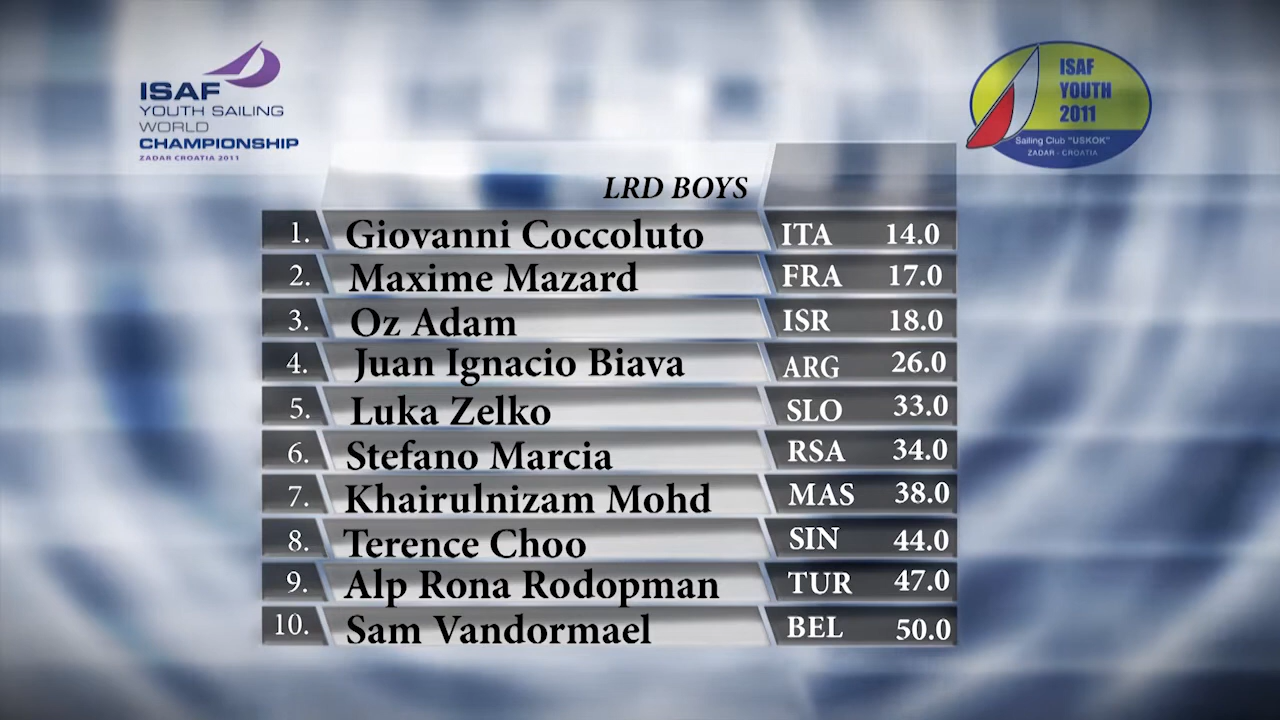 ISAF
YOUTH SAILING
WORLD
CHAMPIONSHIP
ZADAR CROATIA 2011
ISAF
YOUTH
2011
Sailing Club "USKOK"
ZADAR - CROATIA
LRD BOYS
1. Giovanni Coccoluto ITA 14.0
2. Maxime Mazard FRA 17.0
3. Oz Adam ISR 18.0
4. Juan Ignacio Biava ARG 26.0
5. Luka Zelko SLO 33.0
6. Stefano Marcia RSA 34.0
7. Khairulnizam Mohd MAS 38.0
8. Terence Choo SIN 44.0
9. Alp Rona Rodopman TUR 47.0
10. Sam Vandormael BEL 50.0